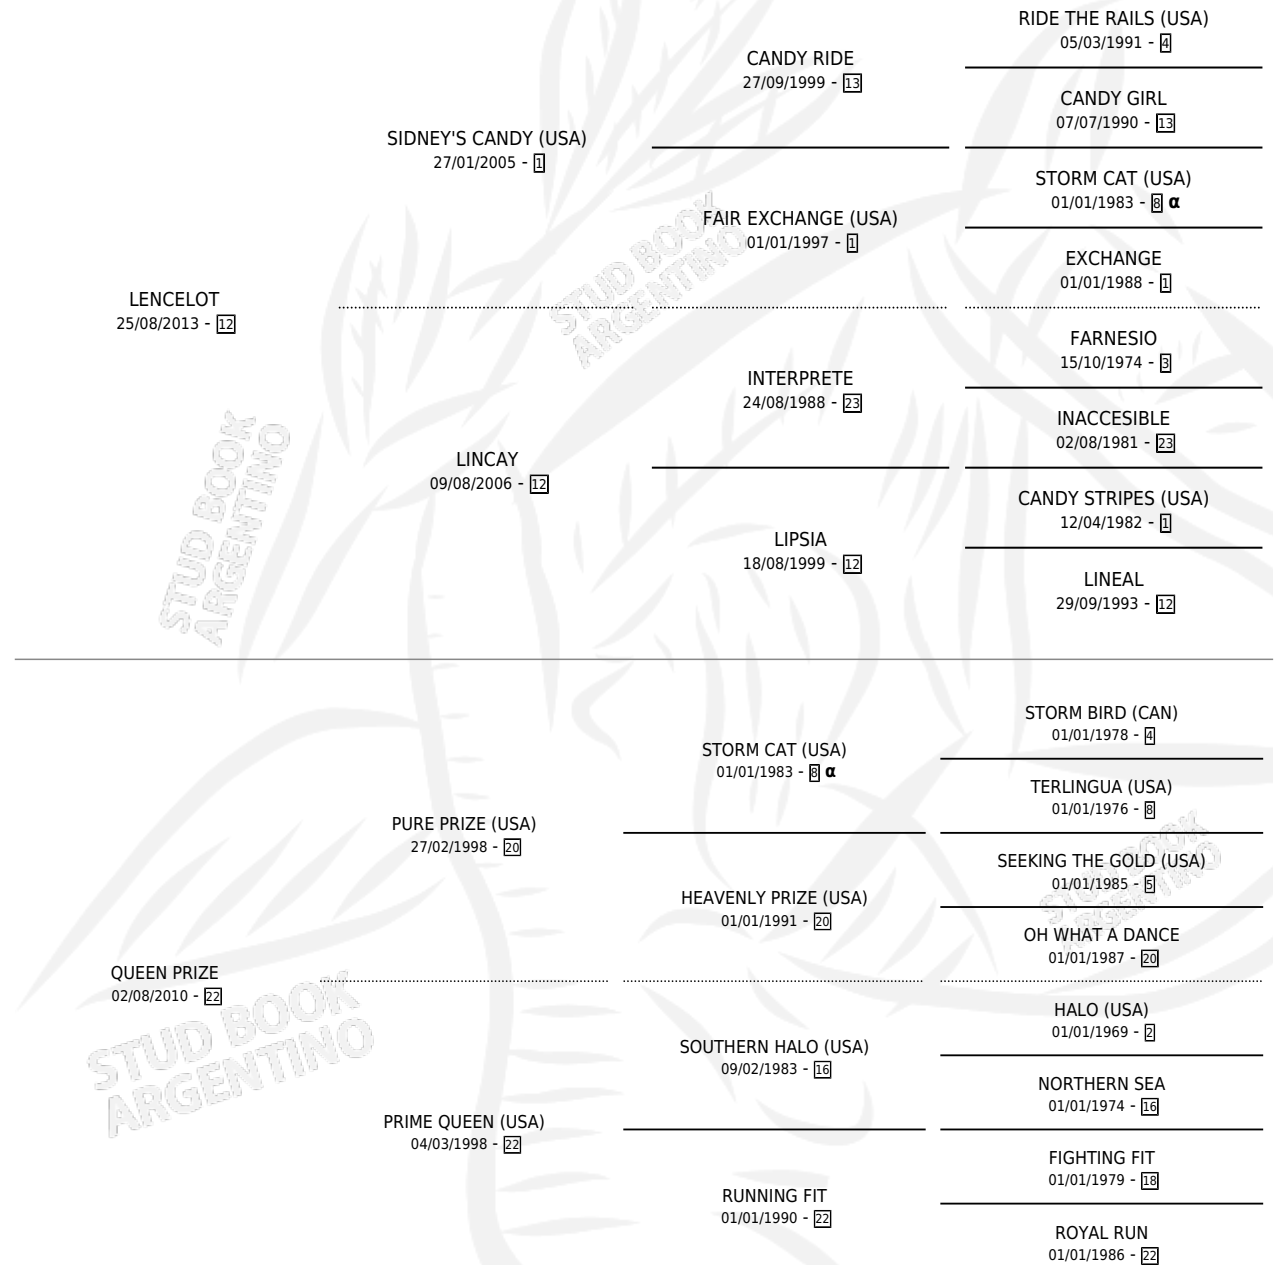 RIDE THE RAILS (USA)
05/03/1991 - 4
CANDY RIDE
27/09/1999 - 13
CANDY GIRL
07/07/1990 - 13
SIDNEY'S CANDY (USA)
27/01/2005 - 1
STORM CAT (USA)
01/01/1983 - 8 α
FAIR EXCHANGE (USA)
01/01/1997 - 1
EXCHANGE
01/01/1988 - 1
LENCELOT
25/08/2013 - 12
FARNESIO
15/10/1974 - 3
INTERPRETE
24/08/1988 - 23
INACCESIBLE
02/08/1981 - 23
LINCAY
09/08/2006 - 12
CANDY STRIPES (USA)
12/04/1982 - 1
LIPSIA
18/08/1999 - 12
LINEAL
29/09/1993 - 12
STORM BIRD (CAN)
01/01/1978 - 4
STORM CAT (USA)
01/01/1983 - 8 α
TERLINGUA (USA)
01/01/1976 - 8
PURE PRIZE (USA)
27/02/1998 - 20
SEEKING THE GOLD (USA)
01/01/1985 - 5
HEAVENLY PRIZE (USA)
01/01/1991 - 20
OH WHAT A DANCE
01/01/1987 - 20
QUEEN PRIZE
02/08/2010 - 22
HALO (USA)
01/01/1969 - 2
SOUTHERN HALO (USA)
09/02/1983 - 16
NORTHERN SEA
01/01/1974 - 16
PRIME QUEEN (USA)
04/03/1998 - 22
FIGHTING FIT
01/01/1979 - 18
RUNNING FIT
01/01/1990 - 22
ROYAL RUN
01/01/1986 - 22
STUD BOOK
ARGENTINO
STUD BOOK
ARGENTINO
STUD BOOK
ARGENTINO
STUD BOOK
ARGENTINO